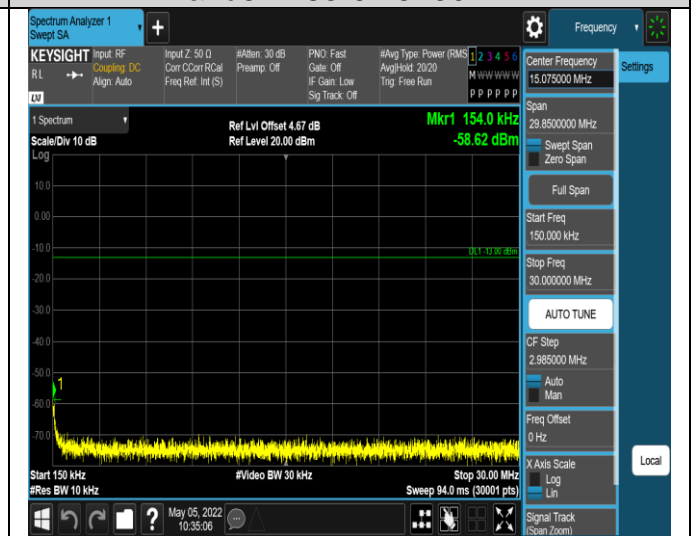 Spectrum Analyzer 1
Swept SA
Frequency
KEYSIGHT
RL
LXI
Input: RF
Coupling: DC
Align: Auto
Input Z: 50 Ω
Corr CCorr RCal
Freq Ref: Int (S)
#Atten: 30 dB
Preamp: Off
PNO: Fast
Gate: Off
IF Gain: Low
Sig Track: Off
#Avg Type: Power (RMS
Avg|Hold: 20/20
Trig: Free Run
1 2 3 4 5 6
M W W W W W
P P P P P P
1 Spectrum
Scale/Div 10 dB
Log
Ref Lvl Offset 4.67 dB
Ref Level 20.00 dBm
Mkr1 154.0 kHz
-58.62 dBm
10.0
0.00
-10.0
DL1 -13.00 dBm
-20.0
-30.0
-40.0
-50.0
1
-60.0
-70.0
Start 150 kHz
#Video BW 30 kHz
Stop 30.00 MHz
#Res BW 10 kHz
Sweep 94.0 ms (30001 pts)
?
May 05, 2022
10:35:06
Center Frequency
15.075000 MHz
Settings
Span
29.8500000 MHz
Swept Span
Zero Span
Full Span
Start Freq
150.000 kHz
Stop Freq
30.000000 MHz
AUTO TUNE
CF Step
2.985000 MHz
Auto
Man
Freq Offset
0 Hz
X Axis Scale
Log
Lin
Local
Signal Track
(Span Zoom)